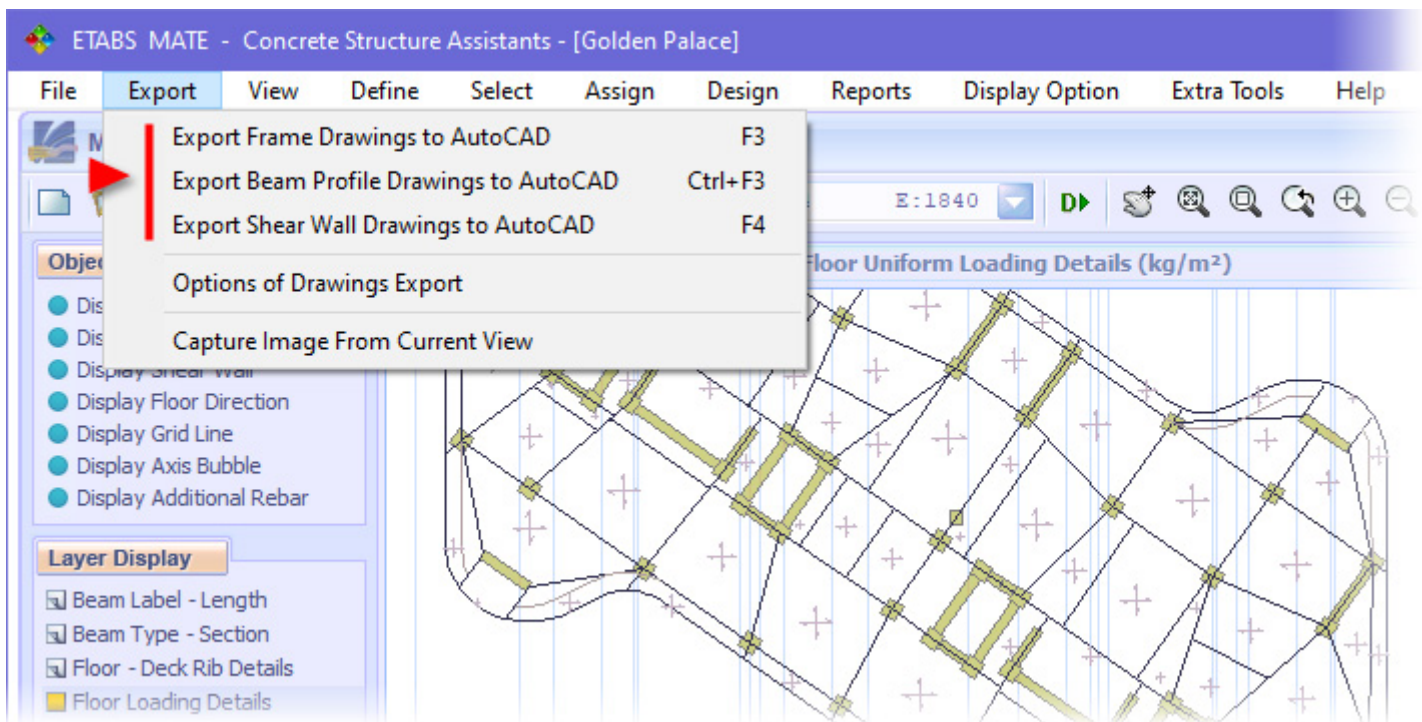 ETABS MATE - Concrete Structure Assistants - [Golden Palace]
File Export View Define Select Assign Design Reports Display Option Extra Tools Help
Export Frame Drawings to AutoCAD F3
Export Beam Profile Drawings to AutoCAD Ctrl+F3
E:1840
Export Shear Wall Drawings to AutoCAD F4
Floor Uniform Loading Details (kg/m²)
Options of Drawings Export
Capture Image From Current View
Display Shear Wall
Display Floor Direction
Display Grid Line
Display Axis Bubble
Display Additional Rebar
Layer Display
Beam Label - Length
Beam Type - Section
Floor - Deck Rib Details
Floor Loading Details